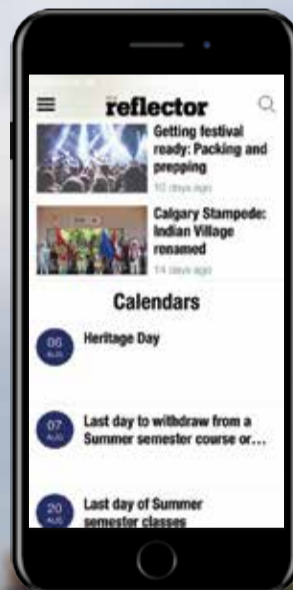 reflector
Getting festival
ready: Packing and
prepping
10 days ago
Calgary Stampede:
Indian Village
renamed
14 days ago
Calendars
06
AUG
Heritage Day
07
AUG
Last day to withdraw from a
Summer semester course or...
20
AUG
Last day of Summer
semester classes